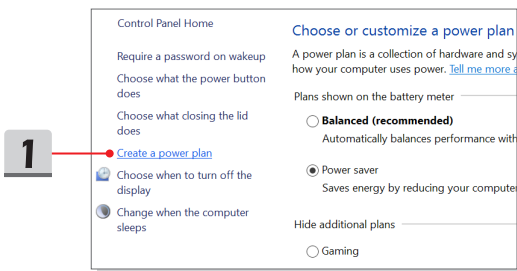 Control Panel Home
Require a password on wakeup
Choose what the power button
does
Choose what closing the lid
does
1
Create a power plan
Choose when to turn off the
display
Change when the computer
sleeps
Choose or customize a power plan
A power plan is a collection of hardware and sy
how your computer uses power. Tell me more a
Plans shown on the battery meter
Balanced (recommended)
Automatically balances performance with
Power saver
Saves energy by reducing your compute
Hide additional plans
Gaming